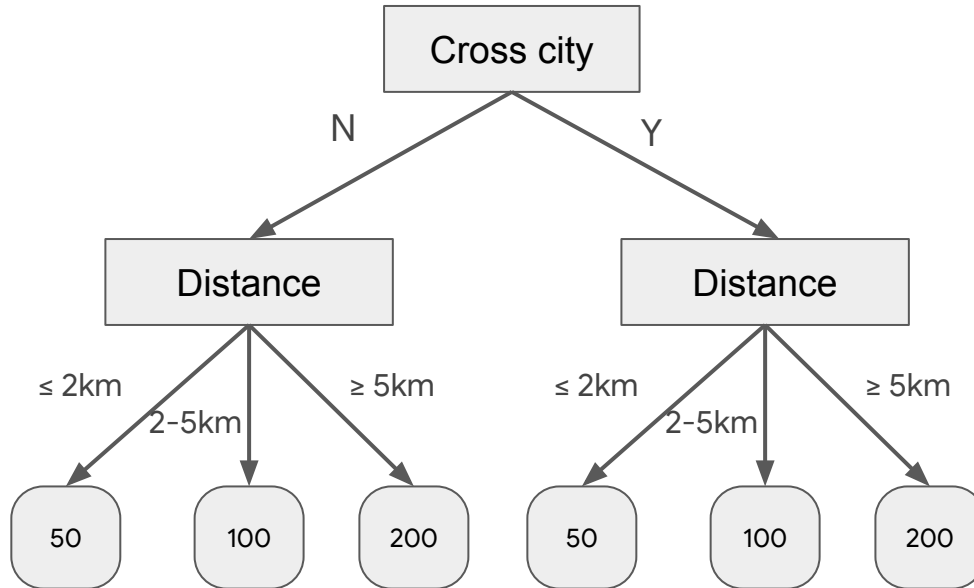 Cross city
N
Y
Distance
Distance
≤ 2km
2-5km
≥ 5km
≤ 2km
2-5km
≥ 5km
50
100
200
50
100
200